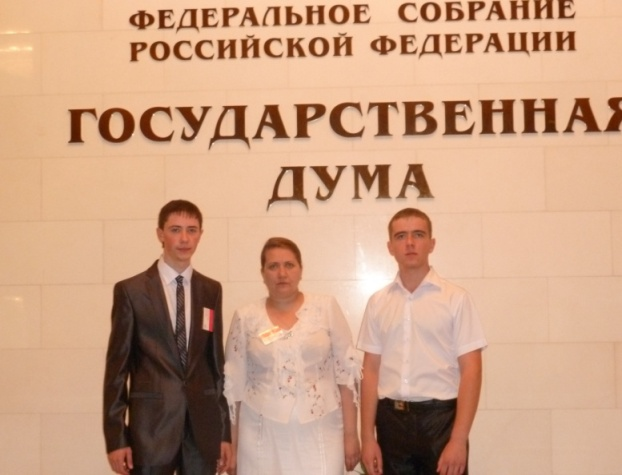 ФЕДЕРАЛЬНОЕ СОБРАНИЕ
РОССИЙСКОЙ ФЕДЕРАЦИИ
ГОСУДАРСТВЕННАЯ
ДУМА